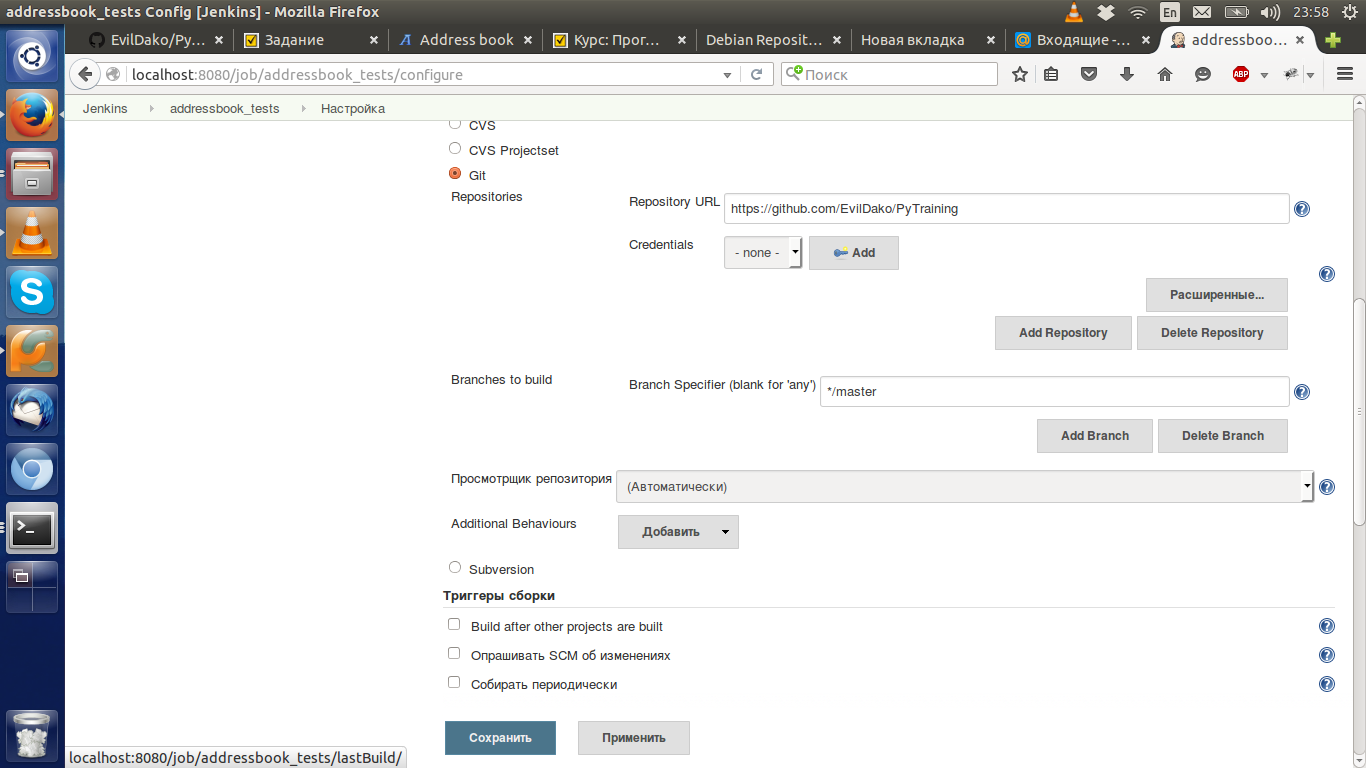 addressbook_tests Config [Jenkins] - Mozilla Firefox
En
23:58
EvilDako/Py...
Задание
Address book
Курс: Прог...
Debian Reposit...
Новая вкладка
Входящие -...
addressboo...
localhost:8080/job/addressbook_tests/configure
Поиск
ABP
Jenkins
addressbook_tests
Настройка
CVS
CVS Projectset
Git
Repositories
Repository URL
https://github.com/EvilDako/PyTraining
Credentials
- none -
Add
Расширенные...
Add Repository
Delete Repository
Branches to build
Branch Specifier (blank for 'any')
*/master
Add Branch
Delete Branch
Просмотрщик репозитория
(Автоматически)
Additional Behaviours
Добавить
Subversion
Триггеры сборки
Build after other projects are built
Опрашивать SCM об изменениях
Собирать периодически
Сохранить
Применить
localhost:8080/job/addressbook_tests/lastBuild/